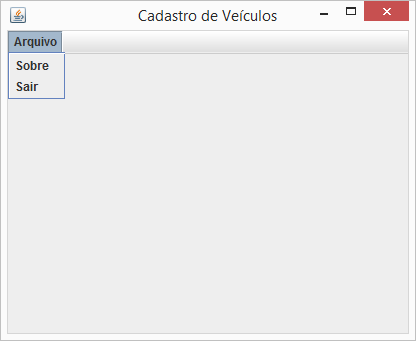 Cadastro de Veículos
Arquivo
Sobre
Sair